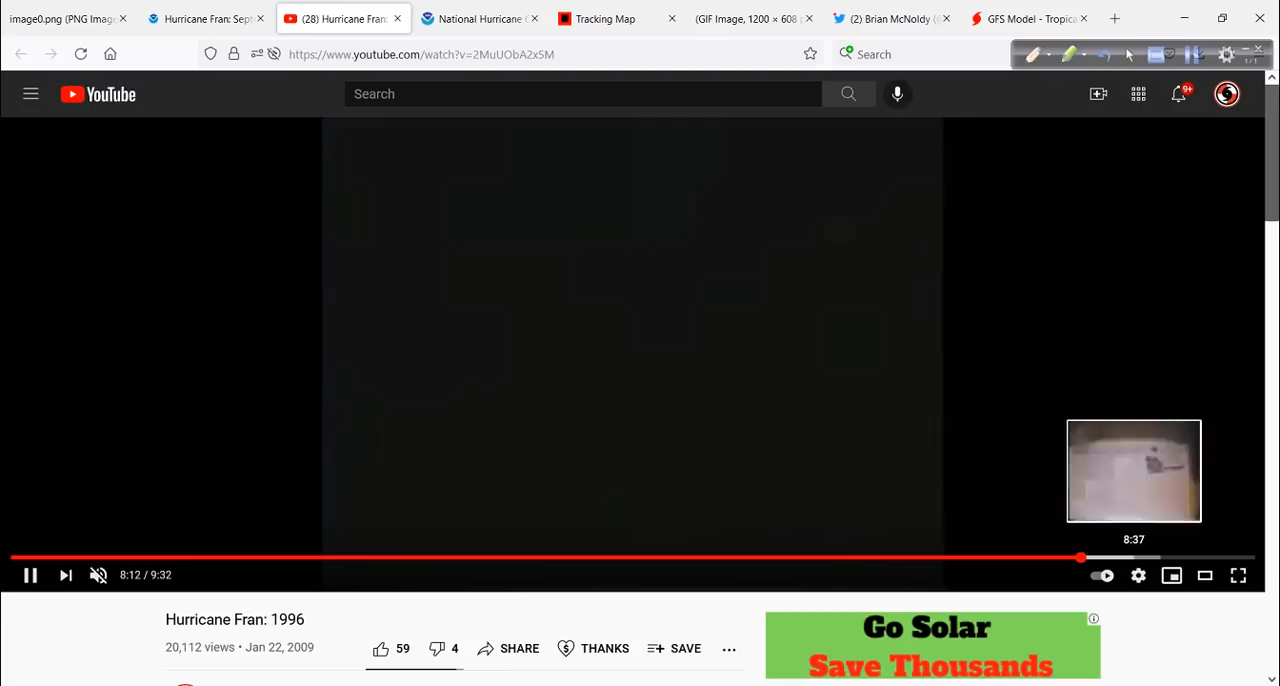 image0.png (PNG Image
Hurricane Fran: Sept
(28) Hurricane Fran:
National Hurricane C
Tracking Map
(GIF Image, 1200 × 608
(2) Brian McNoldy (
GFS Model - Tropica
https://www.youtube.com/watch?v=2MuUObA2x5M
Search
1/1
YouTube
Search
9+
8:37
8:12 / 9:32
Hurricane Fran: 1996
20,112 views • Jan 22, 2009
59
4
SHARE
THANKS
SAVE
Go Solar
Save Thousands